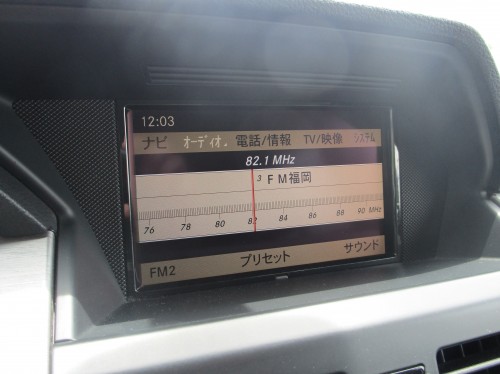 12:03
ナビ オーディオ. 電話/情報 TV/映像 システム
82.1 MHz
3 FM福岡
76 78 80 82 84 86 88 90 MHz
FM2 プリセット サウンド